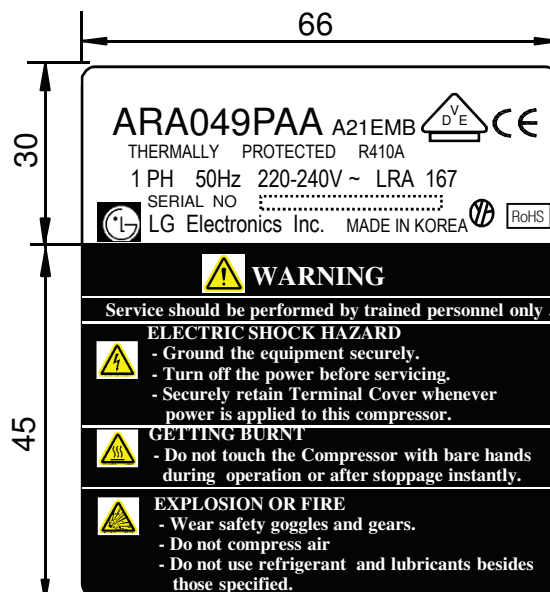 66
30
ARA049PAA A21EMB
D V E CE
THERMALLY PROTECTED R410A
1 PH 50Hz 220-240V ~ LRA 167
SERIAL NO
LG Electronics Inc. MADE IN KOREA
RoHS
45
WARNING
Service should be performed by trained personnel only .
ELECTRIC SHOCK HAZARD
- Ground the equipment securely.
- Turn off the power before servicing.
- Securely retain Terminal Cover whenever
power is applied to this compressor.
GETTING BURNT
- Do not touch the Compressor with bare hands
during operation or after stoppage instantly.
EXPLOSION OR FIRE
- Wear safety goggles and gears.
- Do not compress air
- Do not use refrigerant and lubricants besides
those specified.